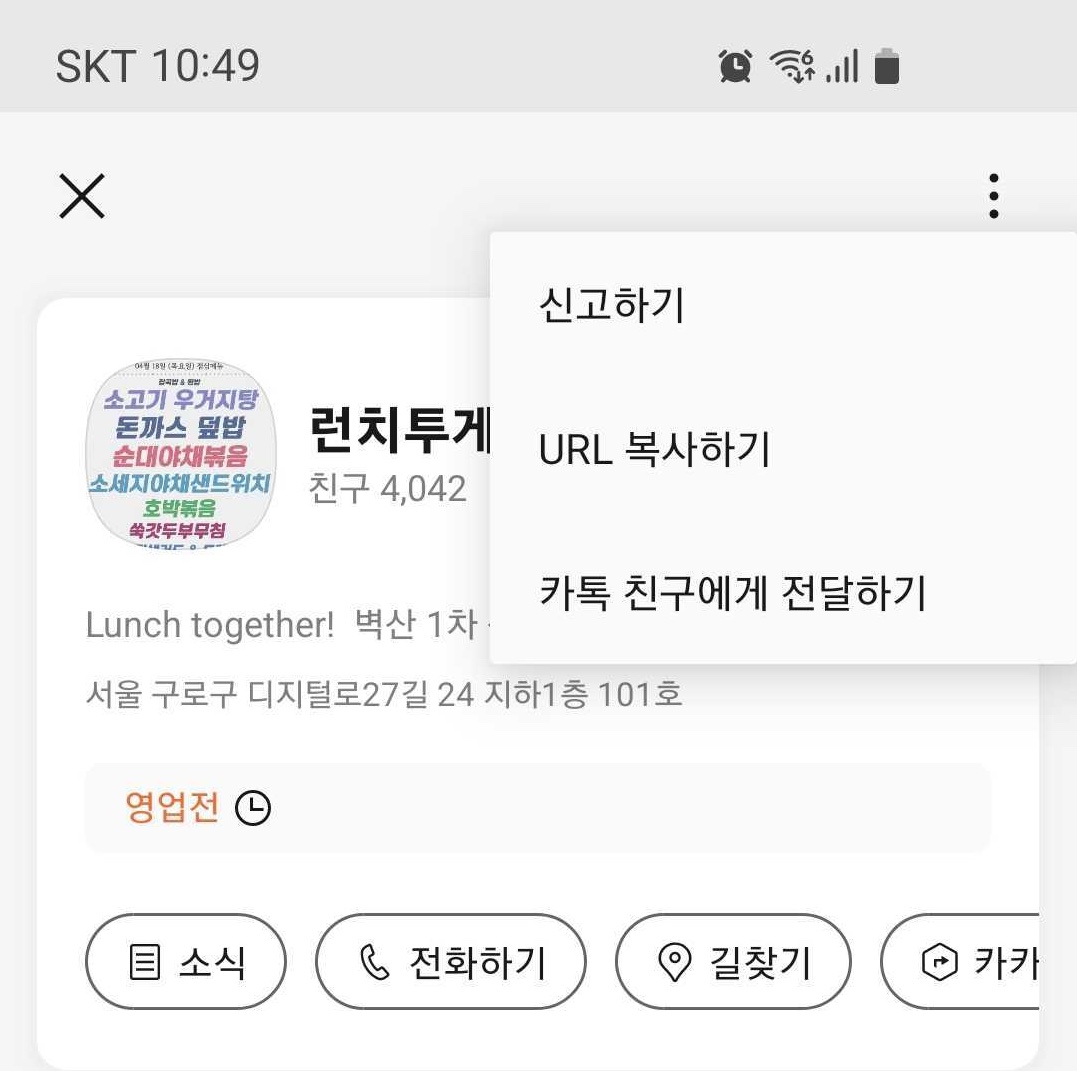 SKT 10:49
신고하기
URL 복사하기
카톡 친구에게 전달하기
04월 18일 (목요일) 점심메뉴
잡곡밥 & 흰밥
소고기 우거지탕
돈까스 덮밥
순대야채볶음
소세지야채샌드위치
호박볶음
쑥갓두부무침
런치투게
친구 4,042
Lunch together! 벽산 1차
서울 구로구 디지털로27길 24 지하1층 101호
영업전
소식
전화하기
길찾기
카카